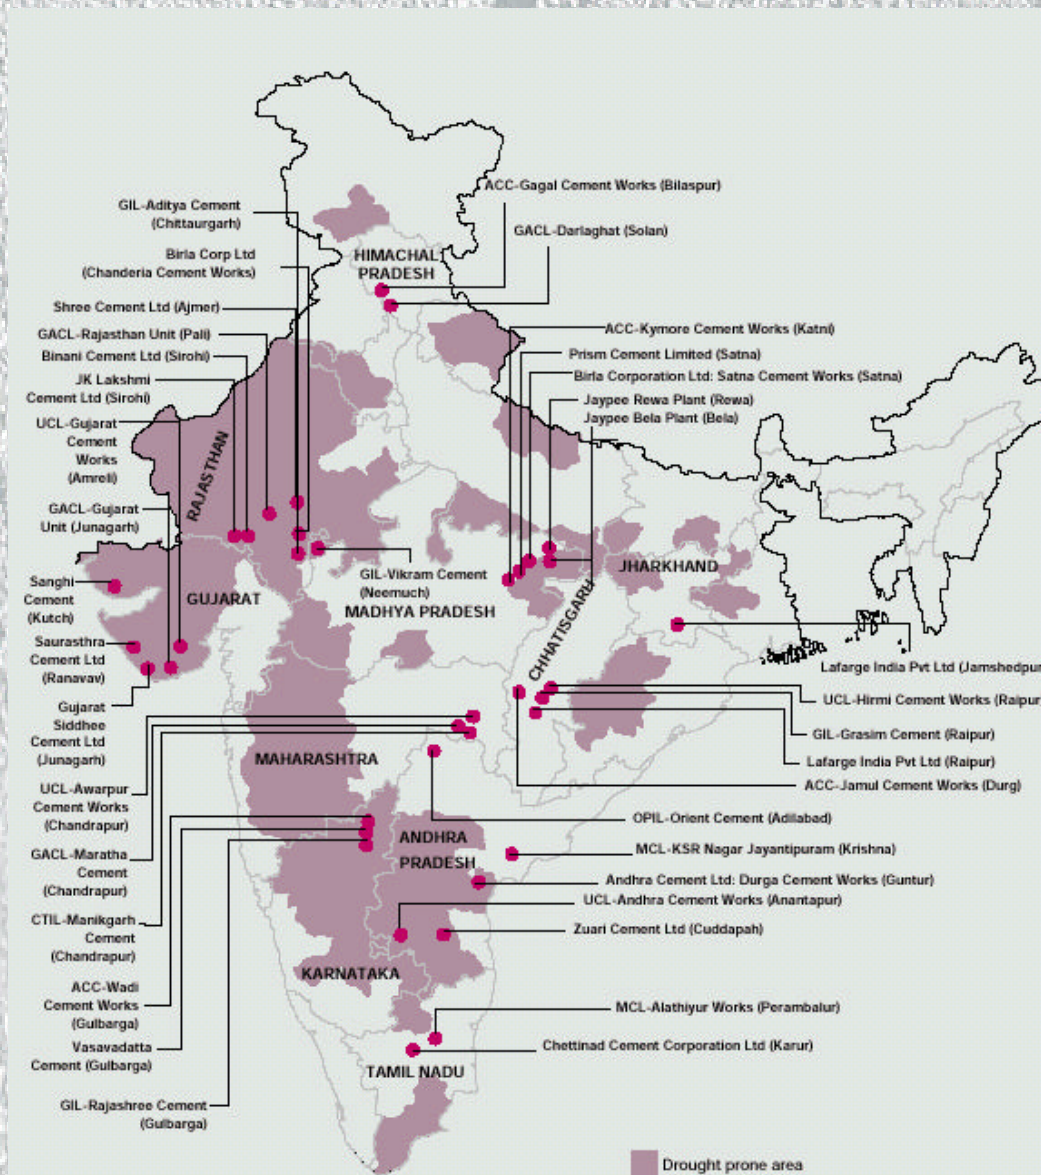 ACC-Gagal Cement Works (Bilaspur)
GIL-Aditya Cement
(Chittaurgarh)
GACL-Darlaghat (Solan)
Birla Corp Ltd
(Chanderia Cement Works)
HIMACHAL
PRADESH
Shree Cement Ltd (Ajmer)
GACL-Rajasthan Unit (Pali)
Binani Cement Ltd (Sirohi)
JK Lakshmi
Cement Ltd (Sirohi)
UCL-Gujarat
Cement
Works
(Amreli)
GACL-Gujarat
Unit (Junagarh)
Sanghi
Cement
(Kutch)
Saurasthra
Cement Ltd
(Ranavav)
Gujarat
Siddhee
Cement Ltd
(Junagarh)
UCL-Awarpur
Cement Works
(Chandrapur)
GACL-Maratha
Cement
(Chandrapur)
CTIL-Manikgarh
Cement
(Chandrapur)
ACC-Wadi
Cement Works
(Gulbarga)
Vasavadatta
Cement (Gulbarga)
GIL-Rajashree Cement
(Gulbarga)
RAJASTHAN
GUJARAT
GIL-Vikram Cement
(Neemuch)
MADHYA PRADESH
CHHATISGARH
JHARKHAND
MAHARASHTRA
ANDHRA
PRADESH
KARNATAKA
TAMIL NADU
ACC-Kymore Cement Works (Katni)
Prism Cement Limited (Satna)
Birla Corporation Ltd: Satna Cement Works (Satna)
Jaypee Rewa Plant (Rewa)
Jaypee Bela Plant (Bela)
Lafarge India Pvt Ltd (Jamshedpur
UCL-Hirmi Cement Works (Raipur
GIL-Grasim Cement (Raipur)
Lafarge India Pvt Ltd (Raipur)
ACC-Jamul Cement Works (Durg)
OPIL-Orient Cement (Adilabad)
MCL-KSR Nagar Jayantipuram (Krishna)
Andhra Cement Ltd: Durga Cement Works (Guntur)
UCL-Andhra Cement Works (Anantapur)
Zuari Cement Ltd (Cuddapah)
MCL-Alathiyur Works (Perambalur)
Chettinad Cement Corporation Ltd (Karur)
Drought prone area